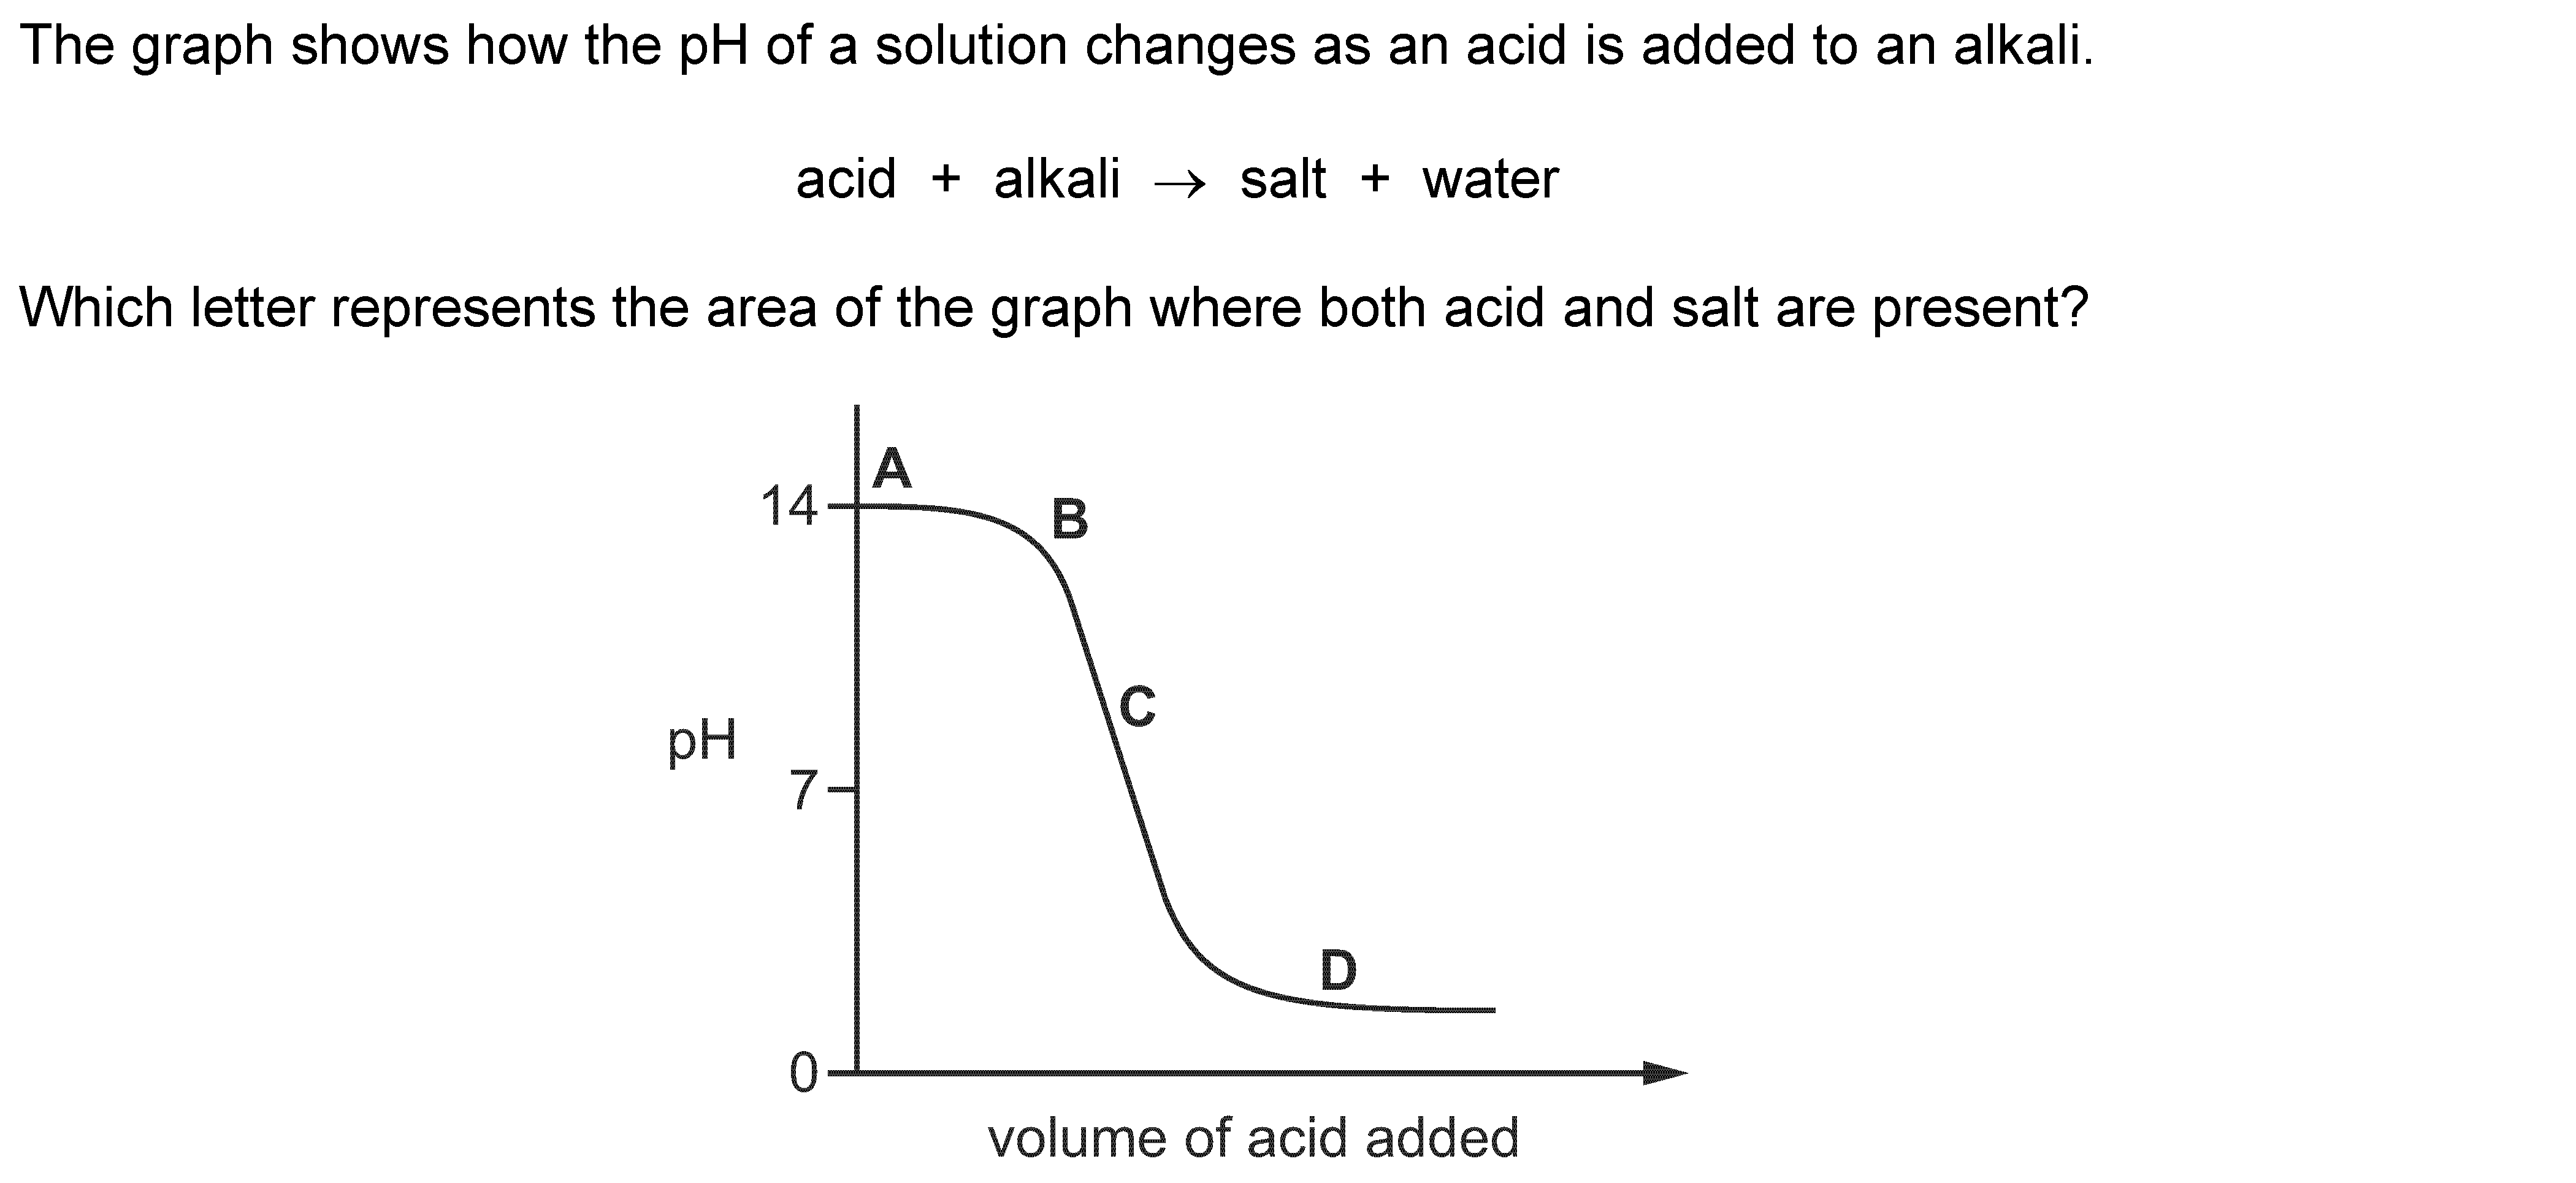 The graph shows how the pH of a solution changes as an acid is added to an alkali.
acid + alkali → salt + water
Which letter represents the area of the graph where both acid and salt are present?
A
14
B
C
pH
7
D
0
volume of acid added